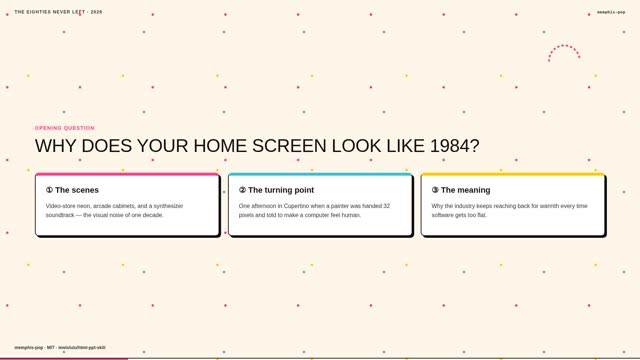 THE EIGHTIES NEVER LEFT · 2026
memphis-pop
OPENING QUESTION
WHY DOES YOUR HOME SCREEN LOOK LIKE 1984?
① The scenes
Video-store neon, arcade cabinets, and a synthesizer
soundtrack — the visual noise of one decade.
② The turning point
One afternoon in Cupertino when a painter was handed 32
pixels and told to make a computer feel human.
③ The meaning
Why the industry keeps reaching back for warmth every time
software gets too flat.
memphis-pop · MIT · lewislulu/html-ppt-skill